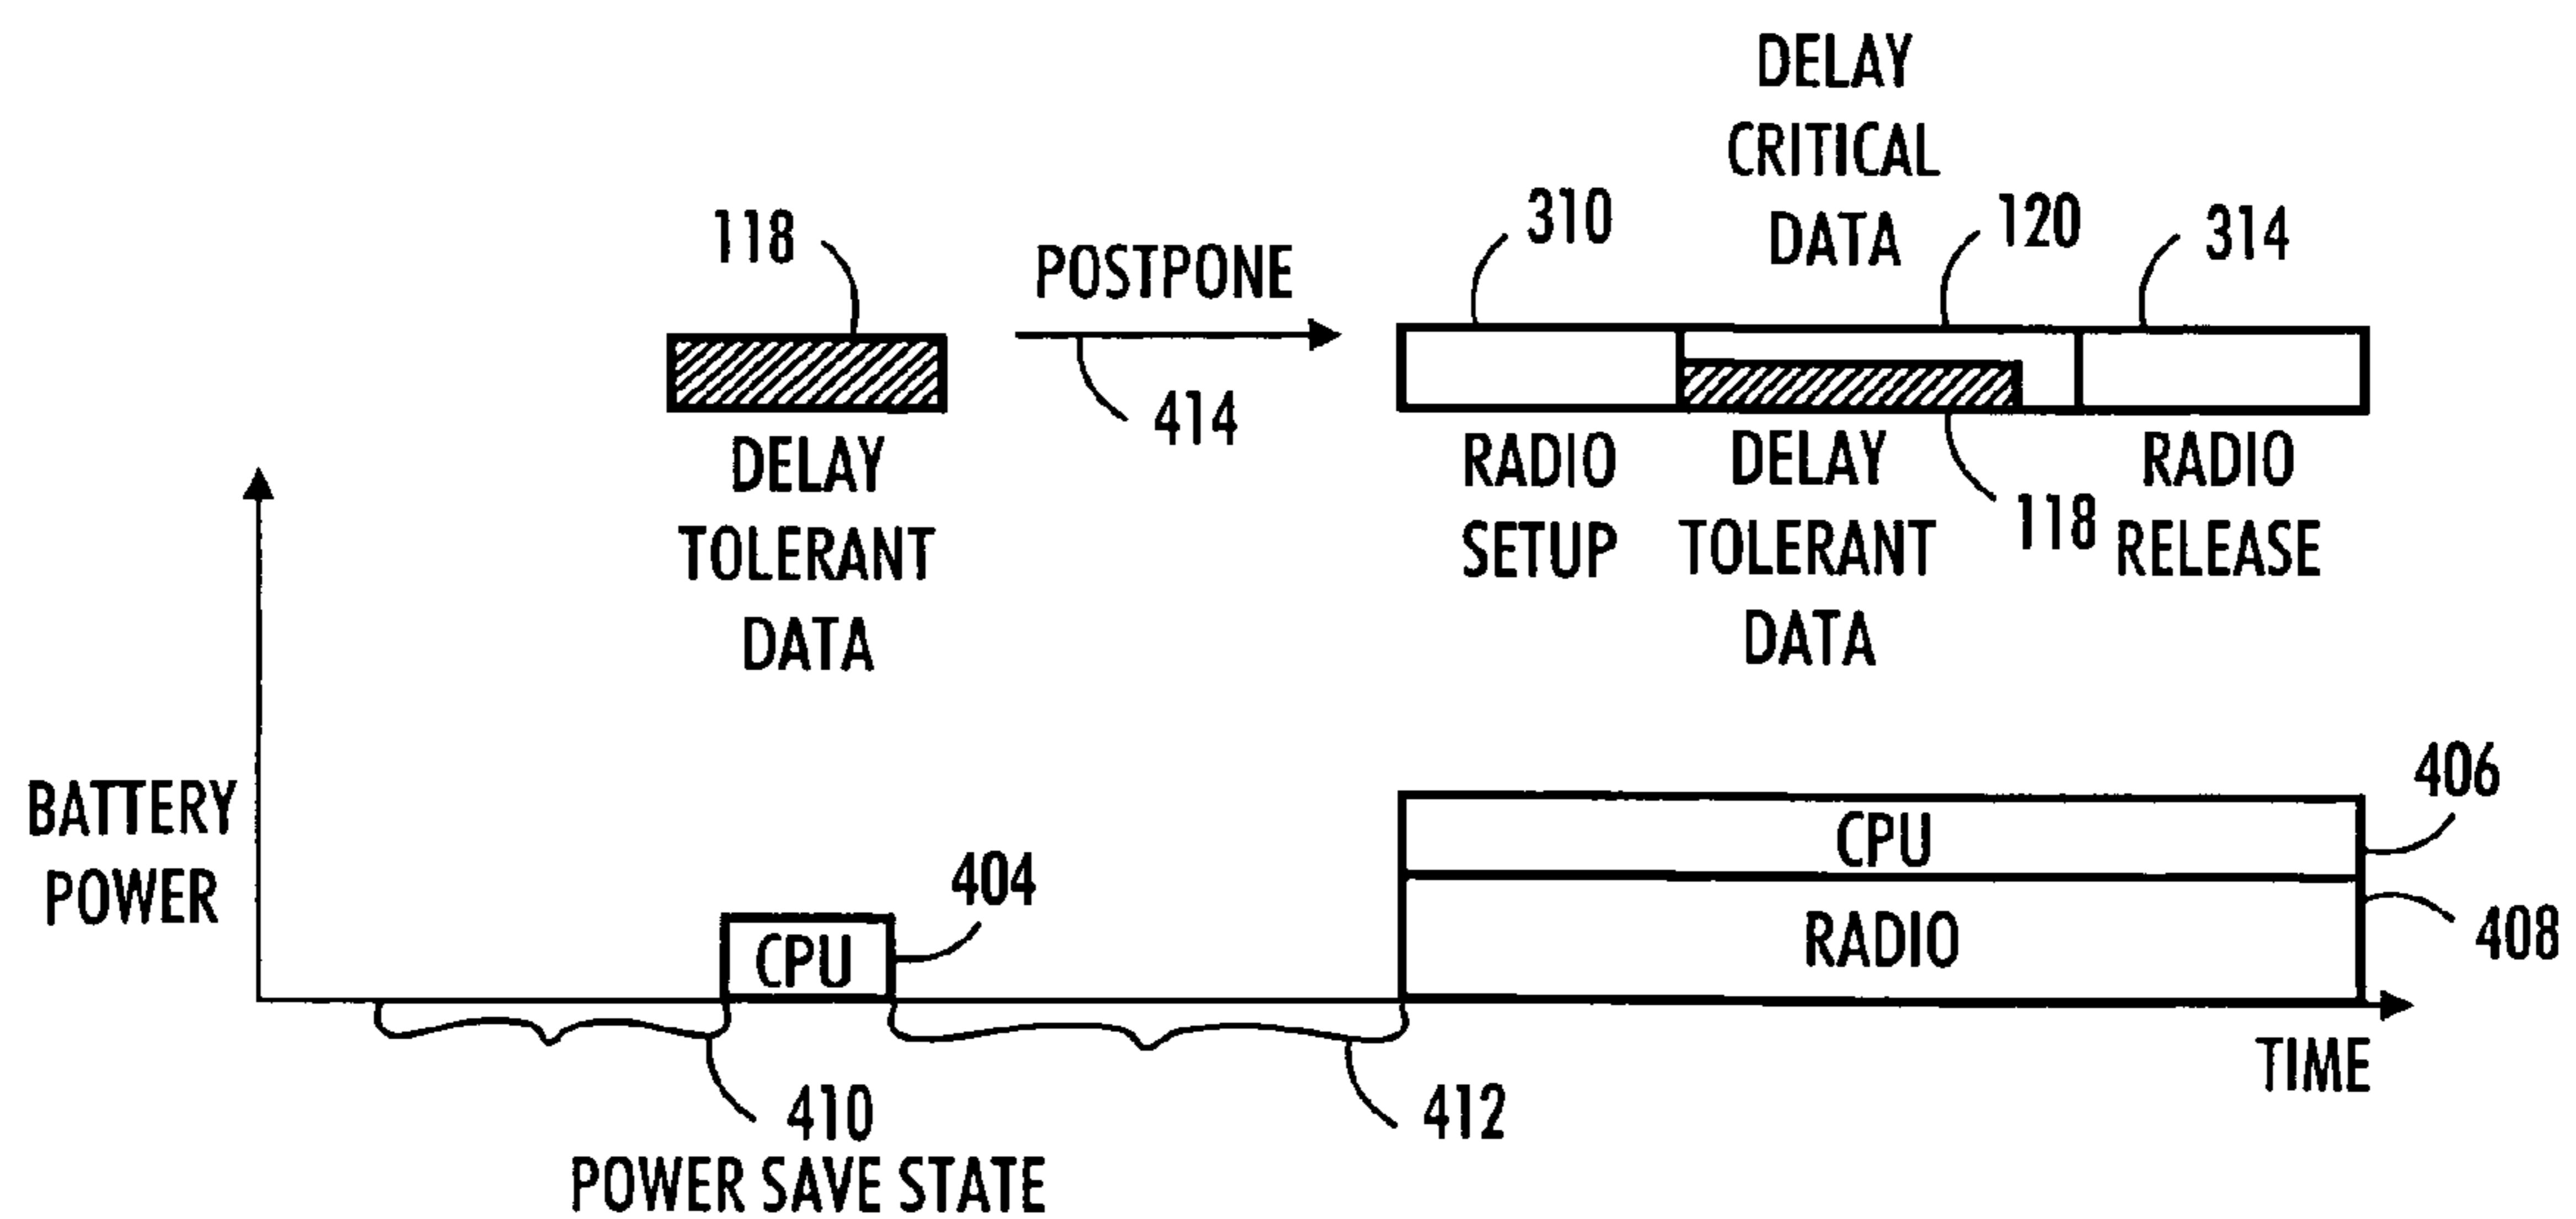 DELAY
CRITICAL
DATA
118
POSTPONE
310
120
314
414
DELAY
TOLERANT
DATA
RADIO
SETUP
DELAY
TOLERANT
DATA
118
RADIO
RELEASE
BATTERY
POWER
CPU
404
CPU
406
RADIO
408
TIME
410
412
POWER SAVE STATE